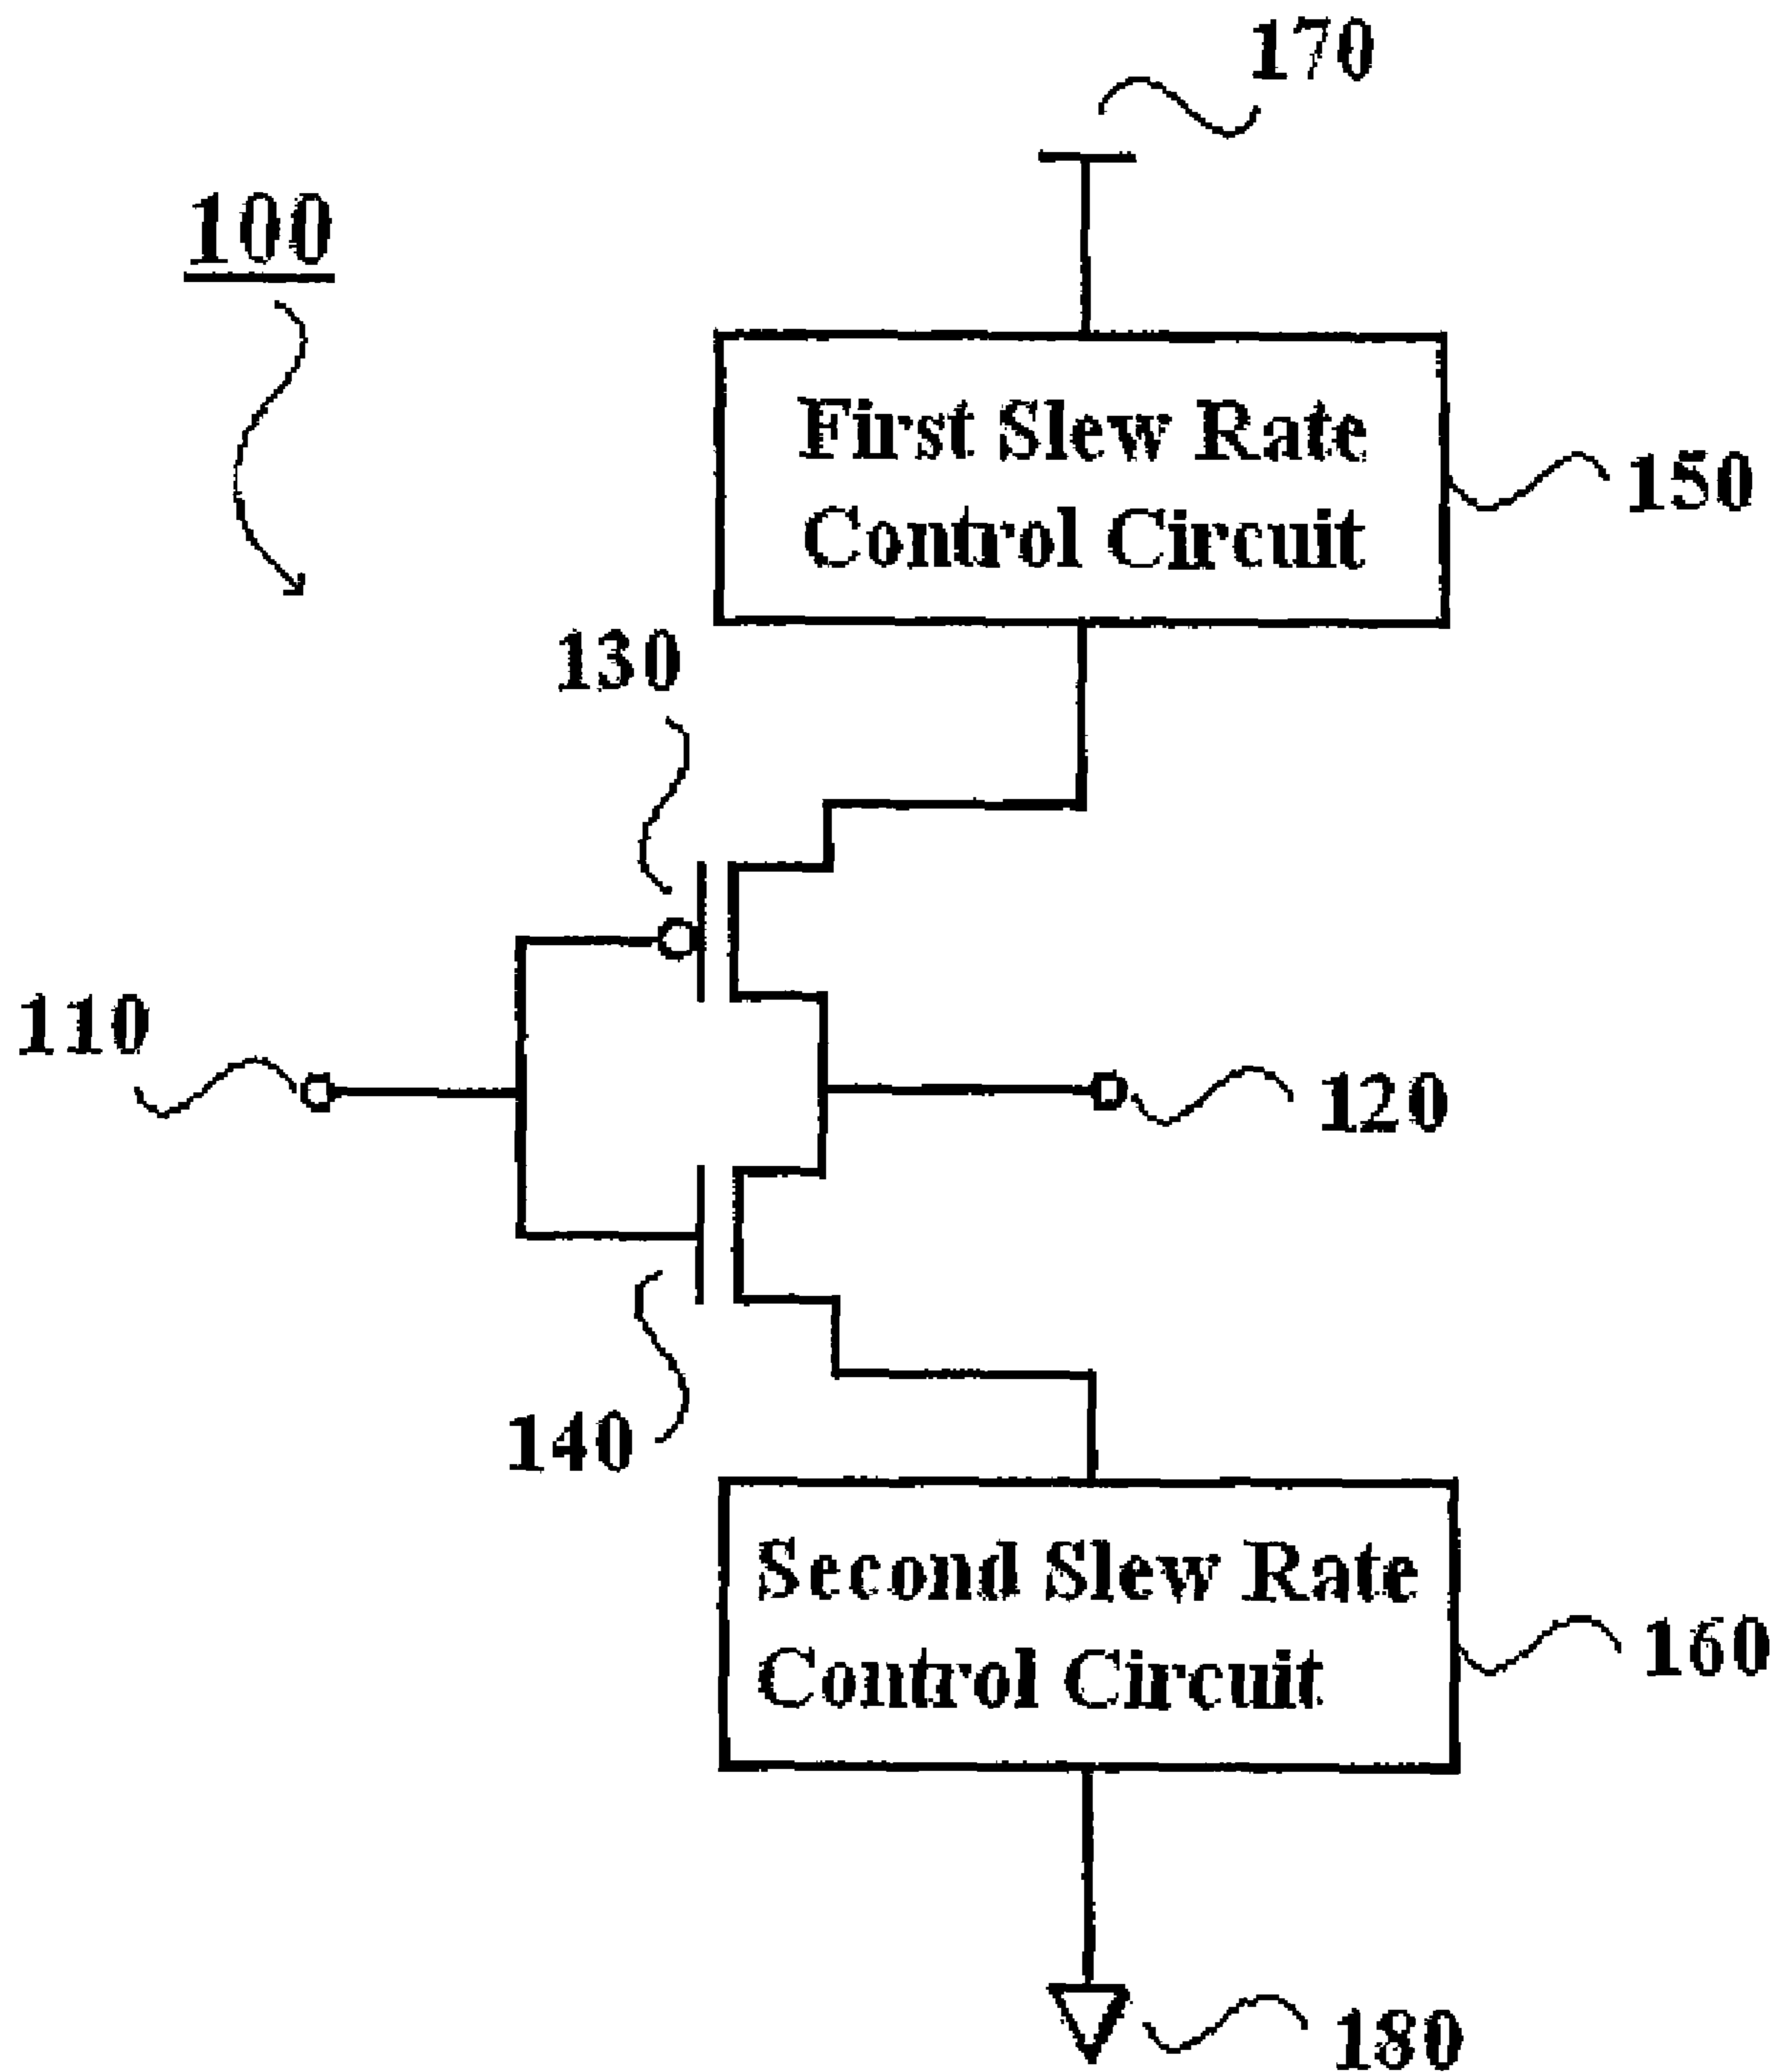 170
100
First Slew Rate
Control Circuit
150
130
110
120
140
Second Slew Rate
Control Circuit
160
180